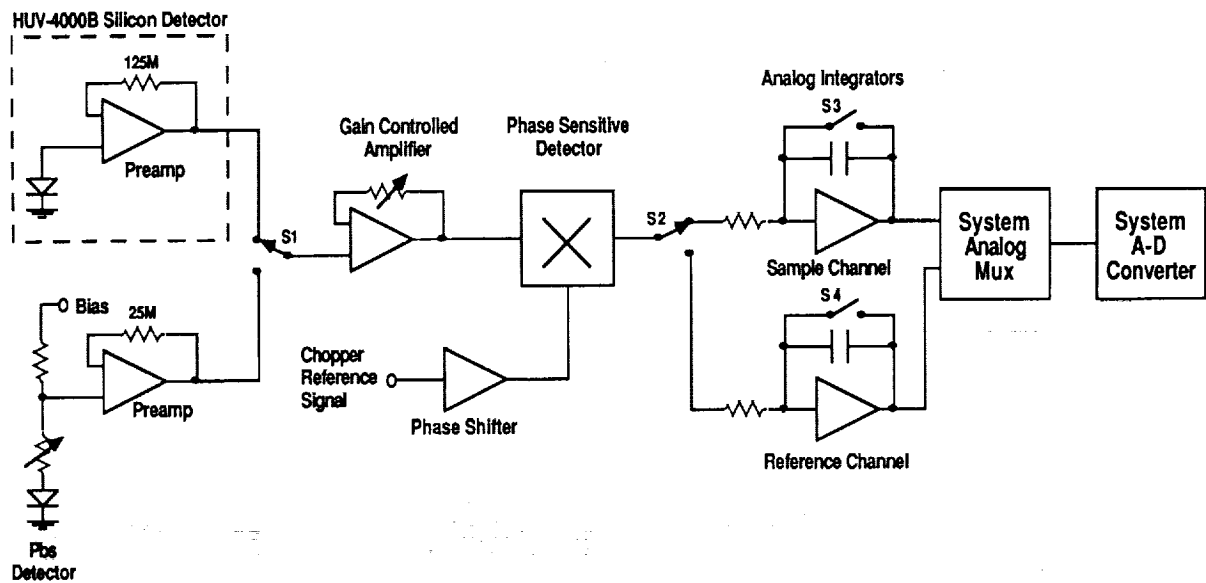 HUV-4000B Silicon Detector
125M
Preamp
Gain Controlled
Amplifier
Phase Sensitive
Detector
Analog Integrators
S3
S1
S2
Sample Channel
System
Analog
Mux
System
A-D
Converter
Bias
25M
Preamp
Chopper
Reference
Signal
Phase Shifter
S4
Reference Channel
Pbs
Detector